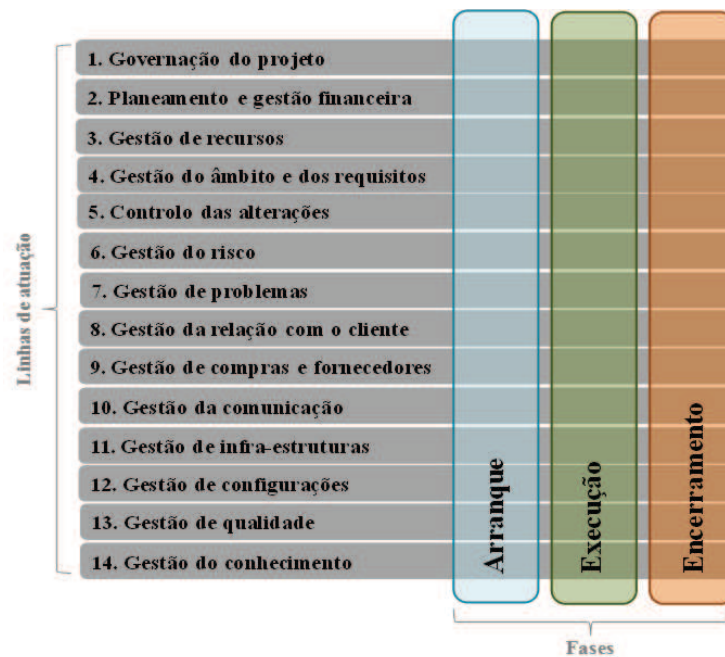 1. Governação do projeto
2. Planeamento e gestão financeira
3. Gestão de recursos
4. Gestão do âmbito e dos requisitos
5. Controlo das alterações
6. Gestão do risco
7. Gestão de problemas
8. Gestão da relação com o cliente
9. Gestão de compras e fornecedores
10. Gestão da comunicação
11. Gestão de infra-estruturas
12. Gestão de configurações
13. Gestão de qualidade
14. Gestão do conhecimento
Linhas de atuação
Arranque
Execução
Encerramento
Fases